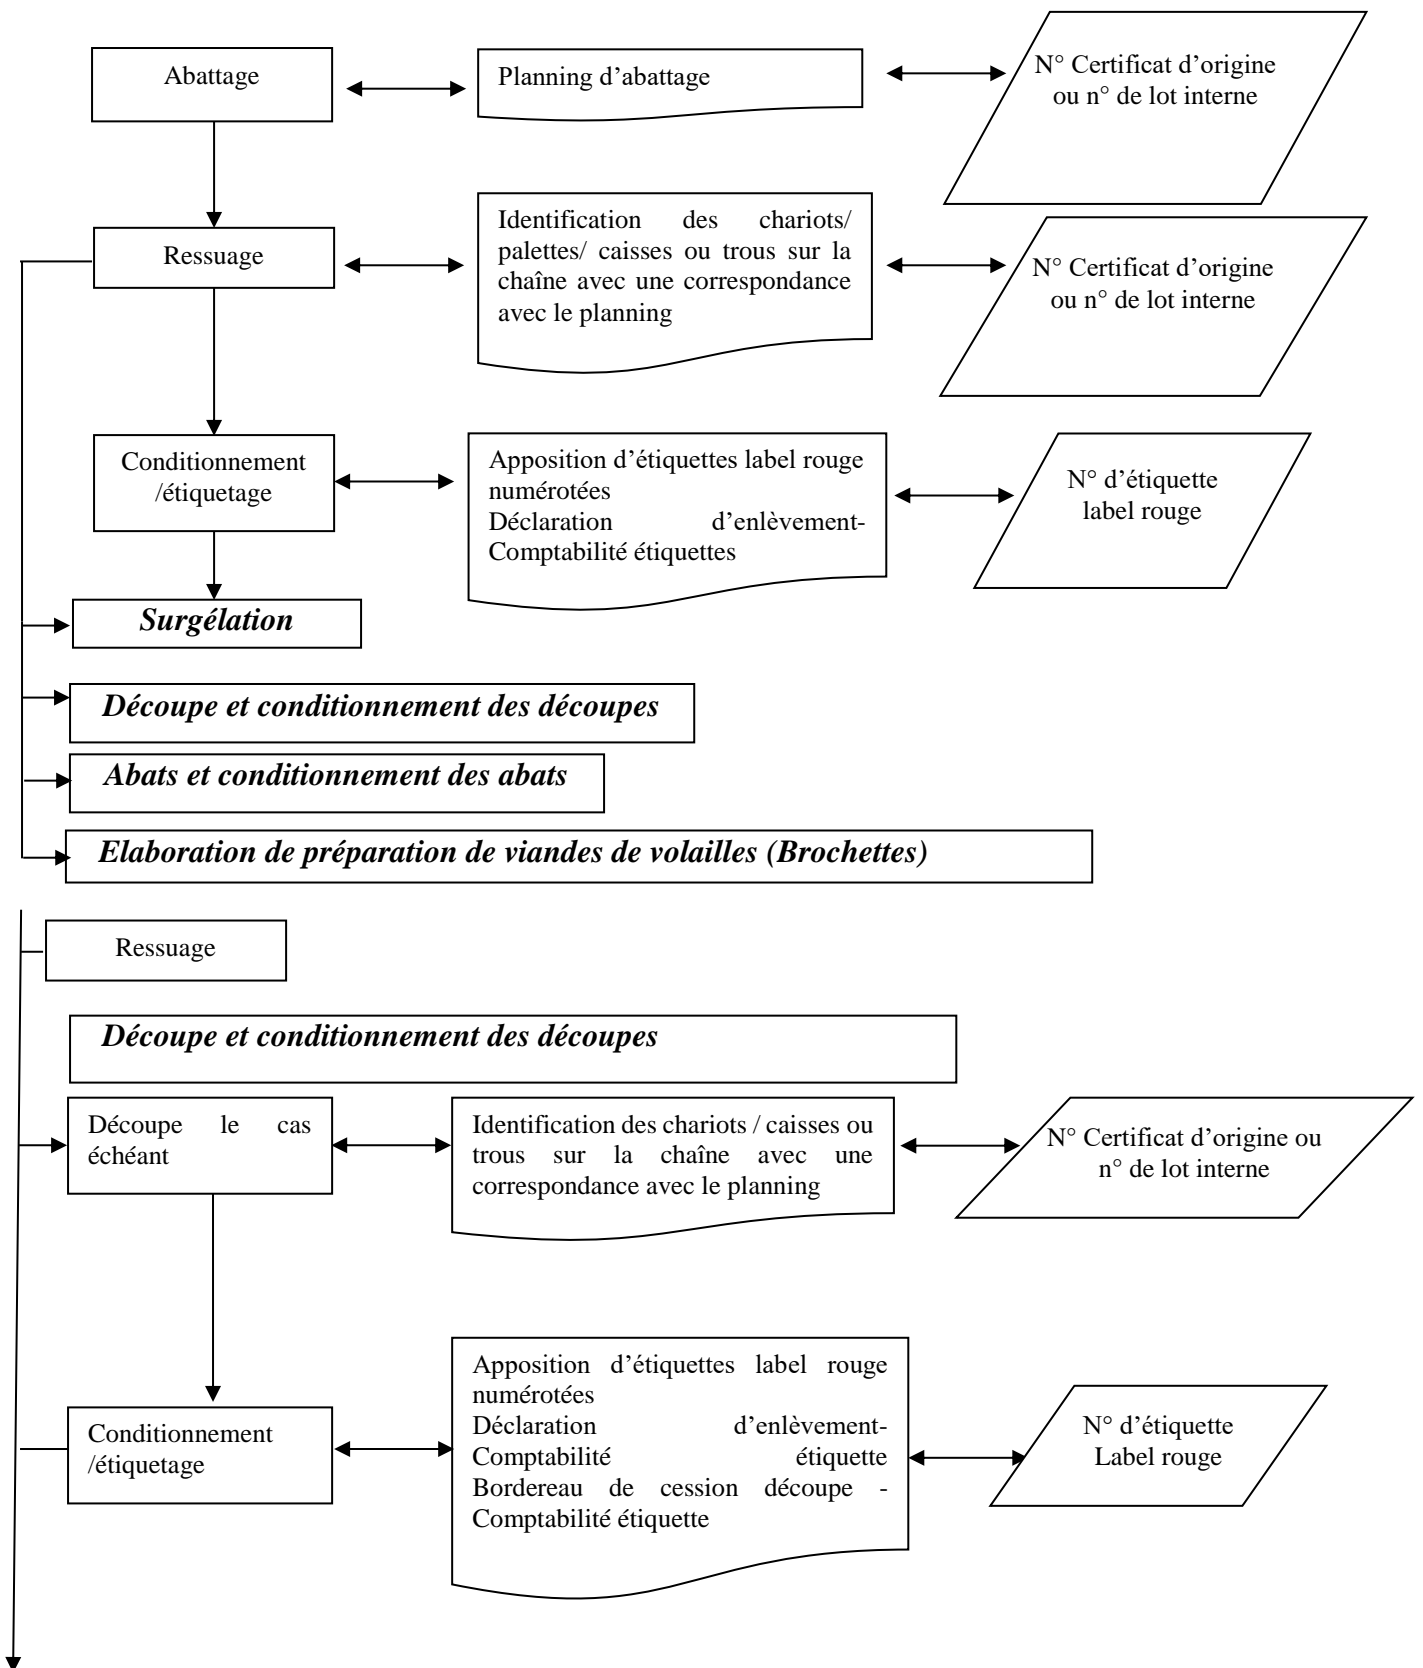 Abattage
Planning d’abattage
N° Certificat d’origine
ou n° de lot interne
Ressuage
Identification des chariots/
palettes/ caisses ou trous sur la
chaîne avec une correspondance
avec le planning
N° Certificat d’origine
ou n° de lot interne
Conditionnement
/étiquetage
Apposition d’étiquettes label rouge
numérotées
Déclaration d’enlèvement-
Comptabilité étiquettes
N° d’étiquette
label rouge
Surgélation
Découpe et conditionnement des découpes
Abats et conditionnement des abats
Elaboration de préparation de viandes de volailles (Brochettes)
Ressuage
Découpe et conditionnement des découpes
Découpe le cas
échéant
Identification des chariots / caisses ou
trous sur la chaîne avec une
correspondance avec le planning
N° Certificat d’origine ou
n° de lot interne
Conditionnement
/étiquetage
Apposition d’étiquettes label rouge
numérotées
Déclaration d’enlèvement-
Comptabilité étiquette
Bordereau de cession découpe -
Comptabilité étiquette
N° d’étiquette
Label rouge